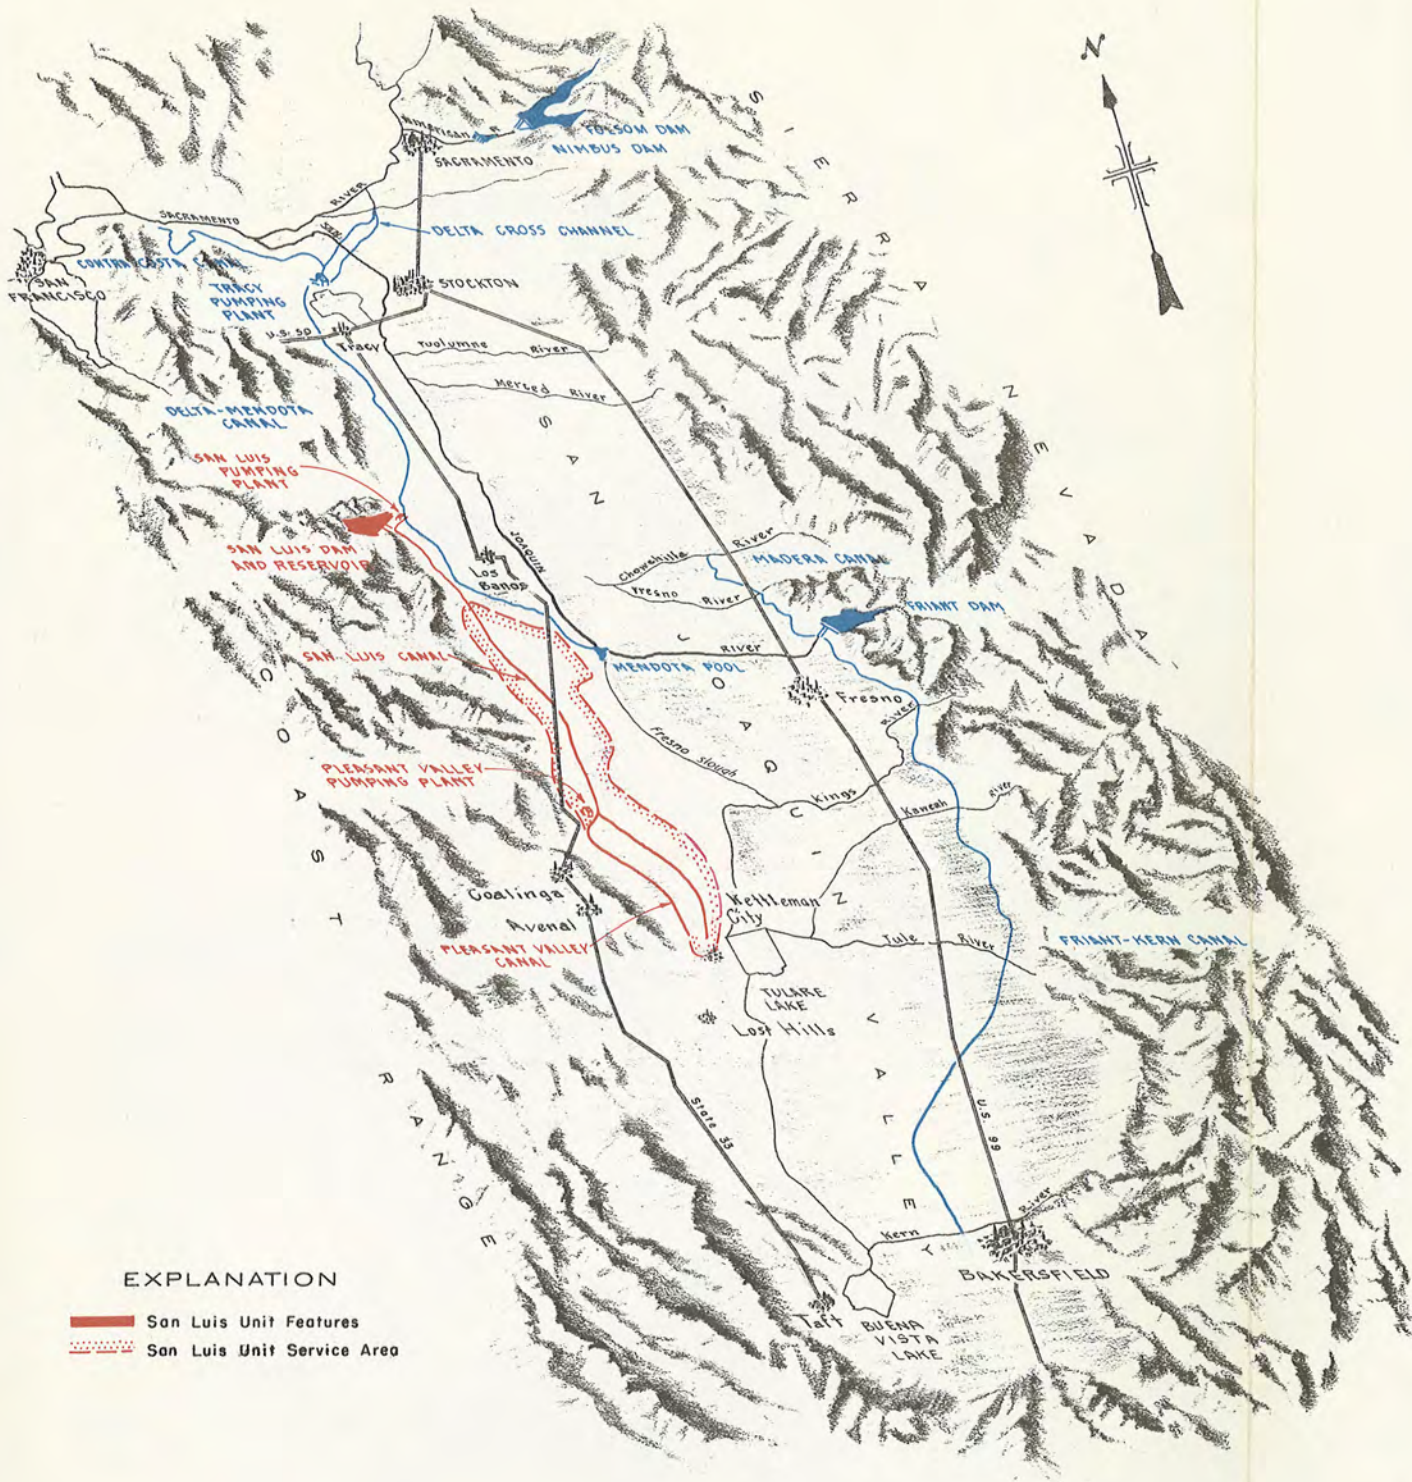 N
American R
FOLSOM DAM
NIMBUS DAM
SACRAMENTO
SIERRA NEVADA
SACRAMENTO RIVER
SAN
DELTA CROSS CHANNEL
CONTRA COSTA CANAL
SAN
FRANCISCO
TRACY
PUMPING
PLANT
STOCKTON
U.S. 50
Tracy
Tuolumne River
Merced River
DELTA-MENDOTA
CANAL
SAN LUIS
PUMPING
PLANT
SAN JOAQUIN VALLEY
SAN LUIS DAM
AND RESERVOIR
Los
Banos
JOAQUIN
Chowchilla River
MADERA CANAL
Fresno River
FRIANT DAM
River
MENDOTA POOL
SAN LUIS CANAL
COAST RANGE
Fresno
River
Fresno Slough
PLEASANT VALLEY
PUMPING PLANT
Kings
Kaweah River
Coalinga
Avenal
Kettleman
City
PLEASANT VALLEY
CANAL
Tule River
FRIANT-KERN CANAL
TULARE
LAKE
Lost Hills
State 33
U.S 99
Kern River
BAKERSFIELD
Taft
BUENA
VISTA
LAKE
EXPLANATION
San Luis Unit Features
San Luis Unit Service Area